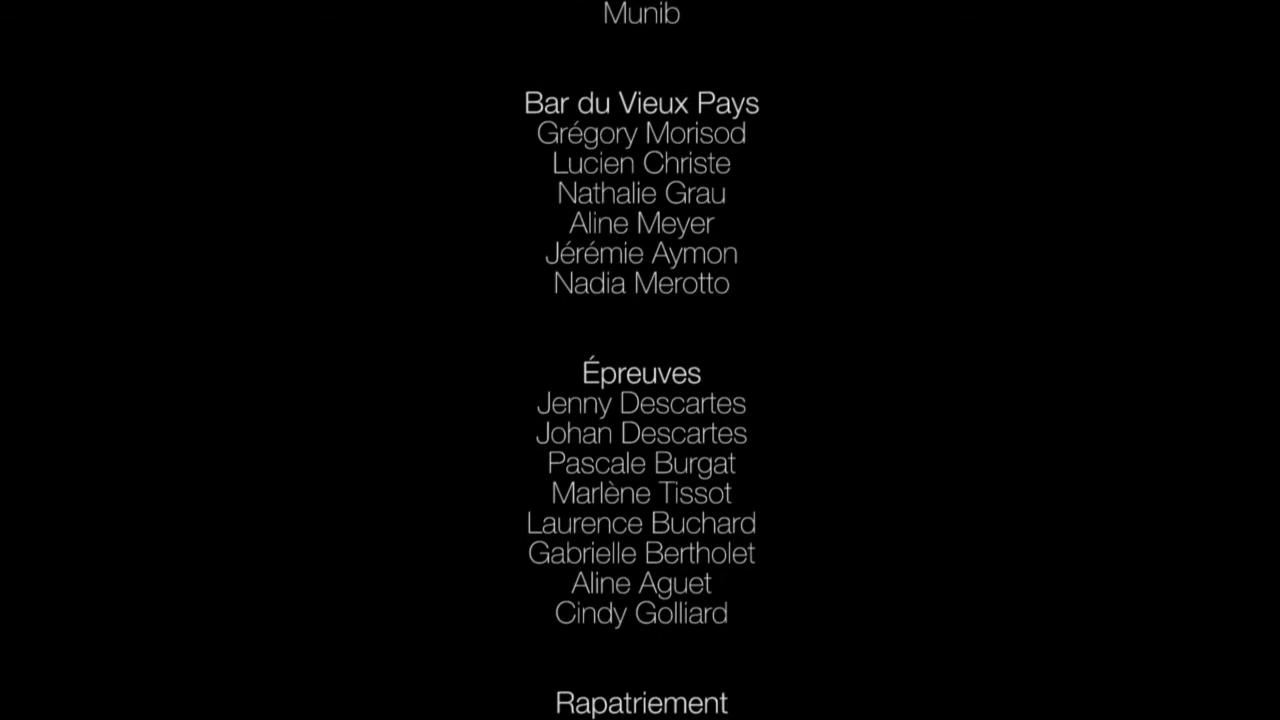 Munib
Bar du Vieux Pays
Grégory Morisod
Lucien Christe
Nathalie Grau
Aline Meyer
Jérémie Aymon
Nadia Merotto
Épreuves
Jenny Descartes
Johan Descartes
Pascale Burgat
Marlène Tissot
Laurence Buchard
Gabrielle Bertholet
Aline Aguet
Cindy Golliard
Rapatriement